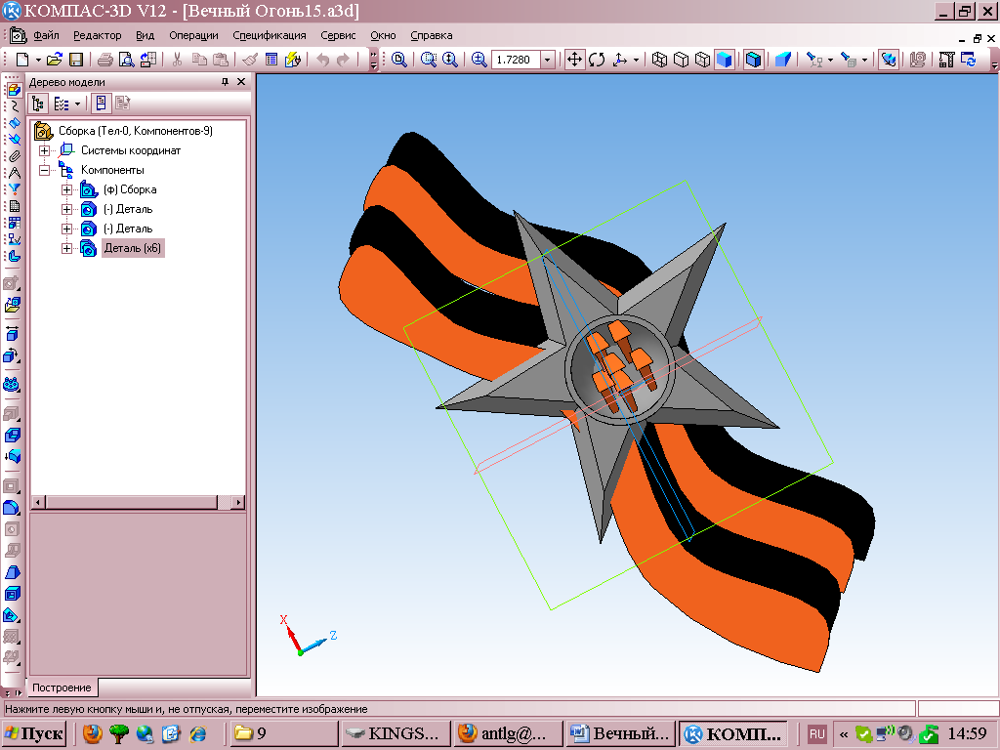 КОМПАС-3D V12 - [Вечный Огонь15.a3d]
Файл Редактор Вид Операции Спецификация Сервис Окно Справка
1.7280
Дерево модели
Сборка (Тел-0, Компонентов-9)
Системы координат
Компоненты
(ф) Сборка
(-) Деталь
(-) Деталь
Деталь (x6)
X
Z
Построение
Нажмите левую кнопку мыши и, не отпуская, переместите изображение
Пуск 9 KINGS... antlg@... Вечный... КОМП... RU « 14:59